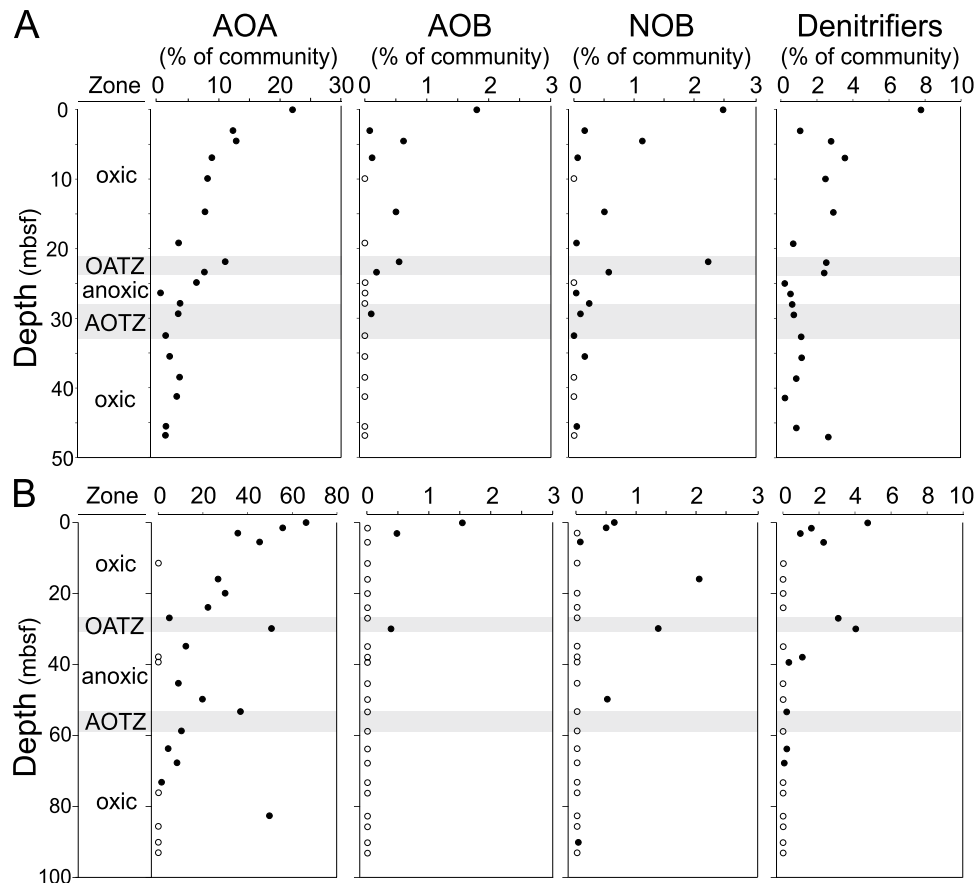 A
AOA AOB NOB Denitrifiers
(% of community) (% of community) (% of community) (% of community)
Zone 0 10 20 30 0 1 2 3 0 1 2 3 0 2 4 6 8 10
0
10
20
30
40
50
Depth (mbsf)
oxic
OATZ
anoxic
AOTZ
oxic
B
Zone 0 20 40 60 80 0 1 2 3 0 1 2 3 0 2 4 6 8 10
0
20
40
60
80
100
Depth (mbsf)
oxic
OATZ
anoxic
AOTZ
oxic